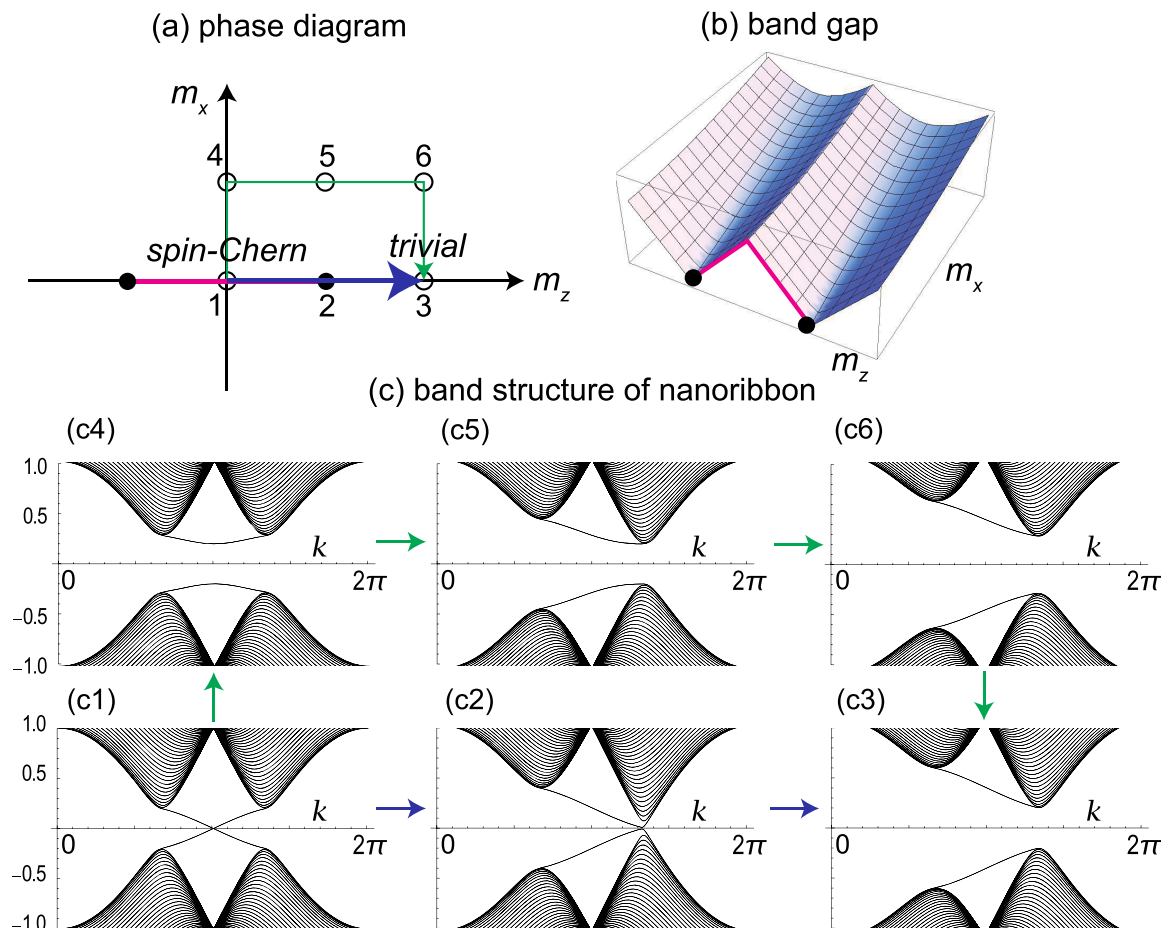 (a) phase diagram
(b) band gap
m_x
4 5 6
spin-Chern trivial
m_z
1 2 3
m_x
m_z
(c) band structure of nanoribbon
(c4) (c5) (c6)
1.0
0.5
k k k
0 2π 0 2π 0 2π
−0.5
−1.0
(c1) (c2) (c3)
1.0
0.5
k k k
0 2π 0 2π 0 2π
−0.5
−1.0